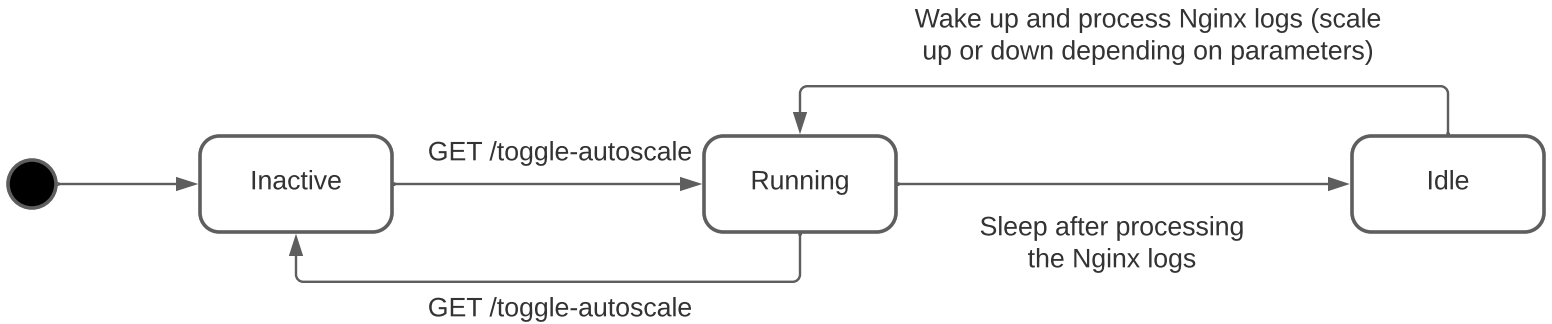 Wake up and process Nginx logs (scale
up or down depending on parameters)
GET /toggle-autoscale
Inactive
Running
Idle
Sleep after processing
the Nginx logs
GET /toggle-autoscale